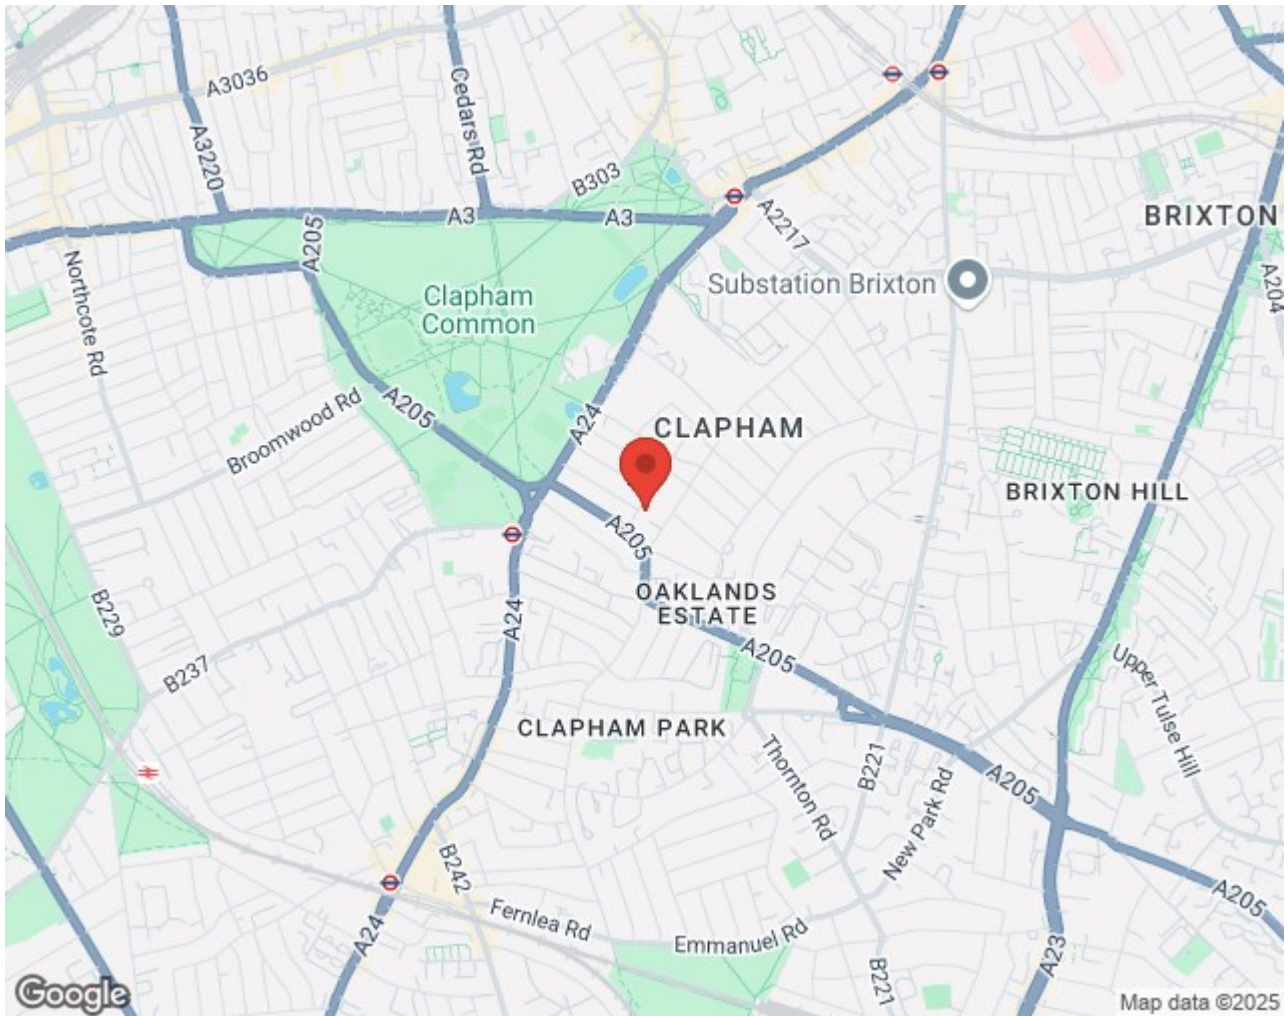 A3036
Cedars Rd
A3220
B303
A3
A3
A205
A2217
BRIXTON
A204
Northcote Rd
Substation Brixton
Clapham
Common
Broomwood Rd
A205
A24
CLAPHAM
BRIXTON HILL
A205
OAKLANDS
ESTATE
B229
A24
A205
B237
Upper Tulse Hill
CLAPHAM PARK
Thornton Rd
B221
New Park Rd
A205
B242
A205
Fernlea Rd
Emmanuel Rd
A24
A23
B221
Google
Map data ©2025